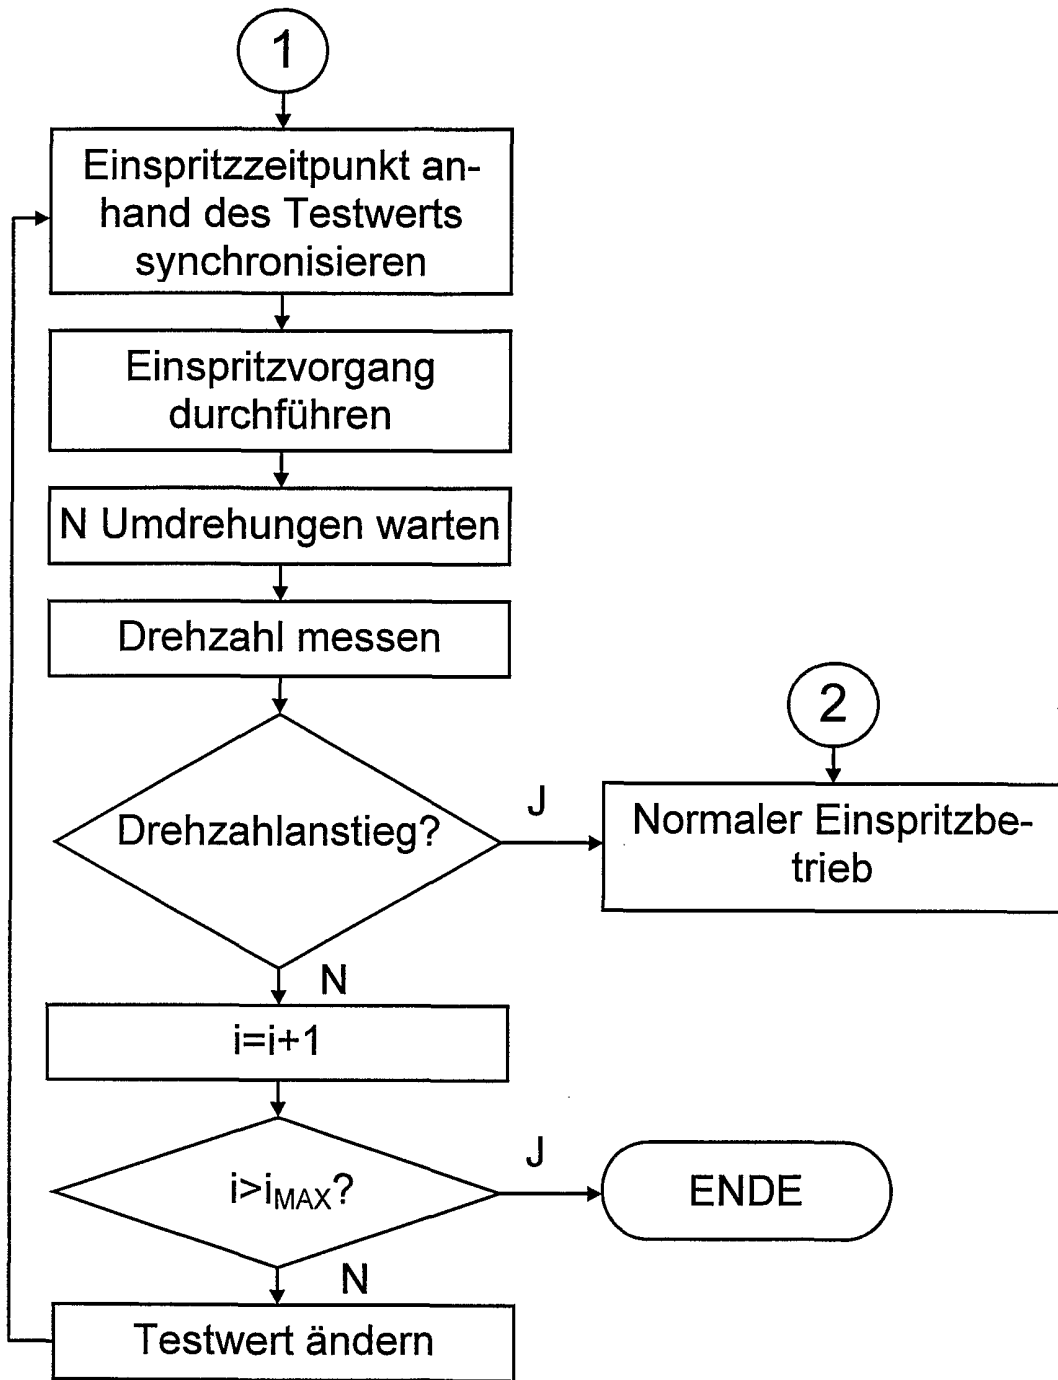 1
Einspritzzeitpunkt an-
hand des Testwerts
synchronisieren
Einspritzvorgang
durchführen
N Umdrehungen warten
Drehzahl messen
2
Drehzahlanstieg?
J
Normaler Einspritzbe-
trieb
N
i=i+1
i>iMAX?
J
ENDE
N
Testwert ändern